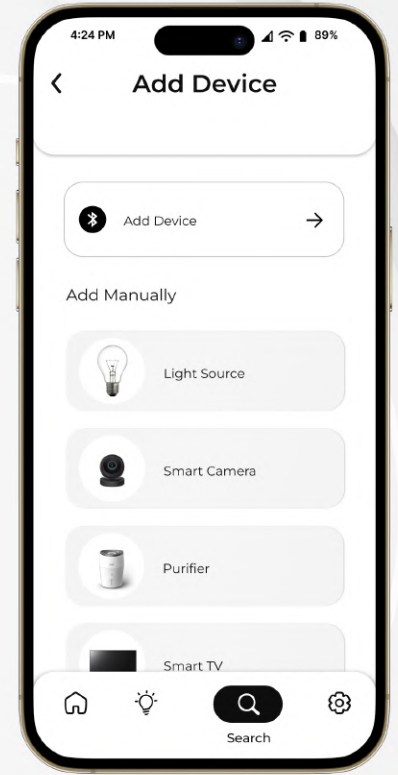 4:24 PM 89%
Add Device
Add Device
Add Manually
Light Source
Smart Camera
Purifier
Smart TV
Search